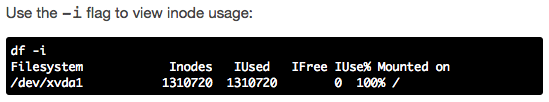 Use the -i flag to view inode usage:
df -i
Filesystem Inodes IUsed IFree IUse% Mounted on
/dev/xvda1 1310720 1310720 0 100% /